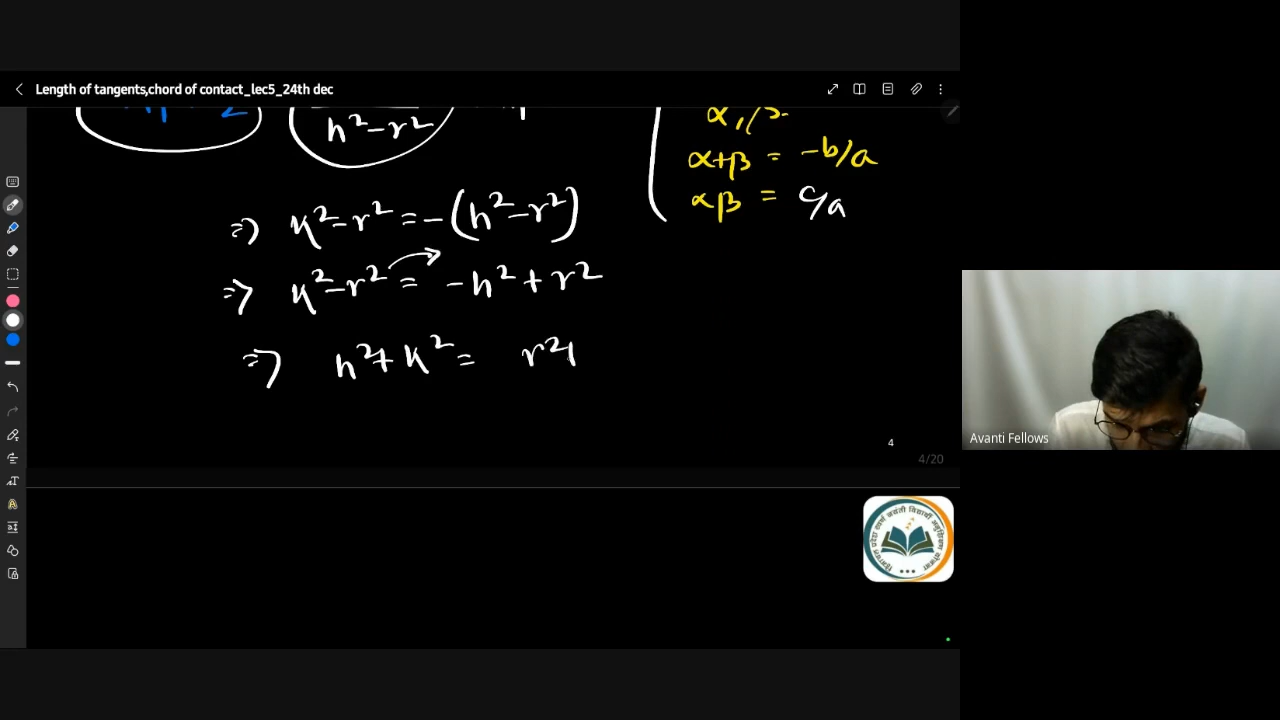 Length of tangents,chord of contact_lec5_24th dec
h²-r²
α+β = -b/a
αβ = c/a
=> k²-r² = -(h²-r²)
=> k²-r² = -h²+r²
=> h²+k² = r²+
4
4/20
Avanti Fellows